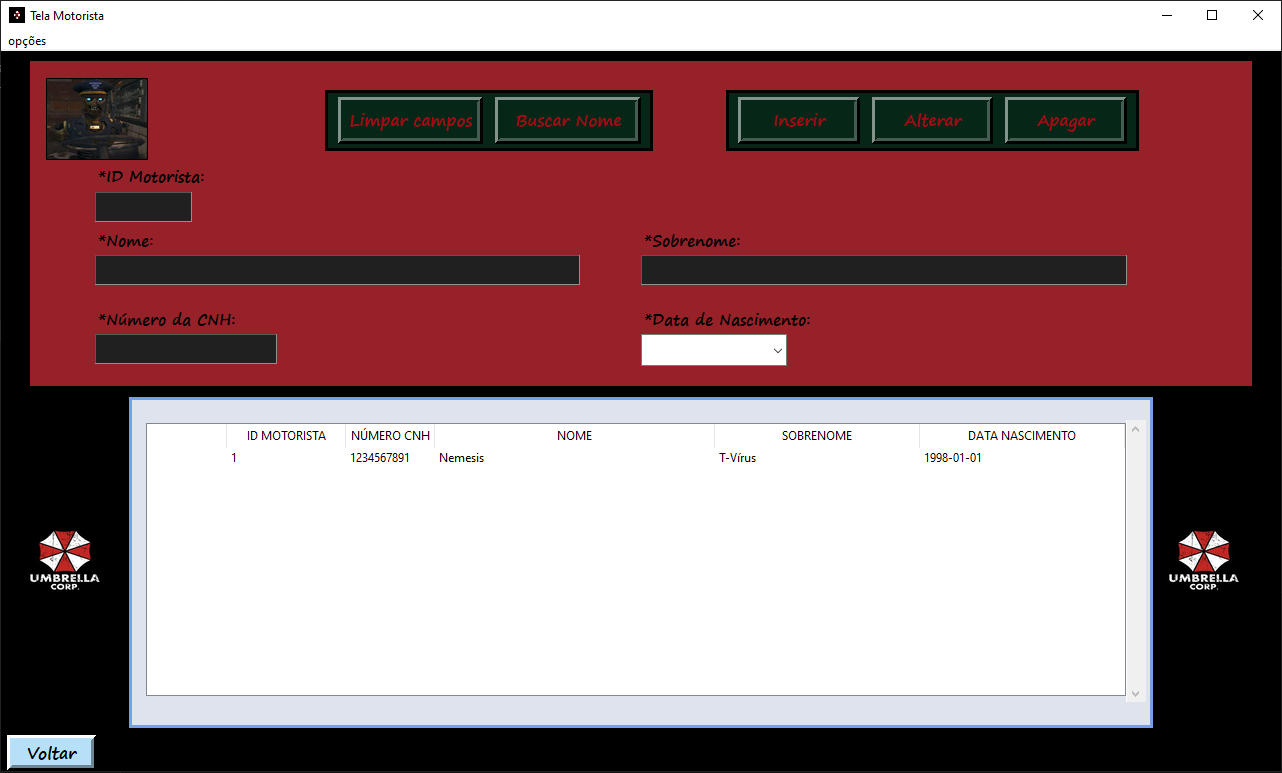 Tela Motorista
opções
Limpar campos Buscar Nome Inserir Alterar Apagar
*ID Motorista:
*Nome: *Sobrenome:
*Número da CNH: *Data de Nascimento:
ID MOTORISTA NÚMERO CNH NOME SOBRENOME DATA NASCIMENTO
1 1234567891 Nemesis T-Vírus 1998-01-01
UMBRELLA UMBRELLA
CORP. CORP.
Voltar